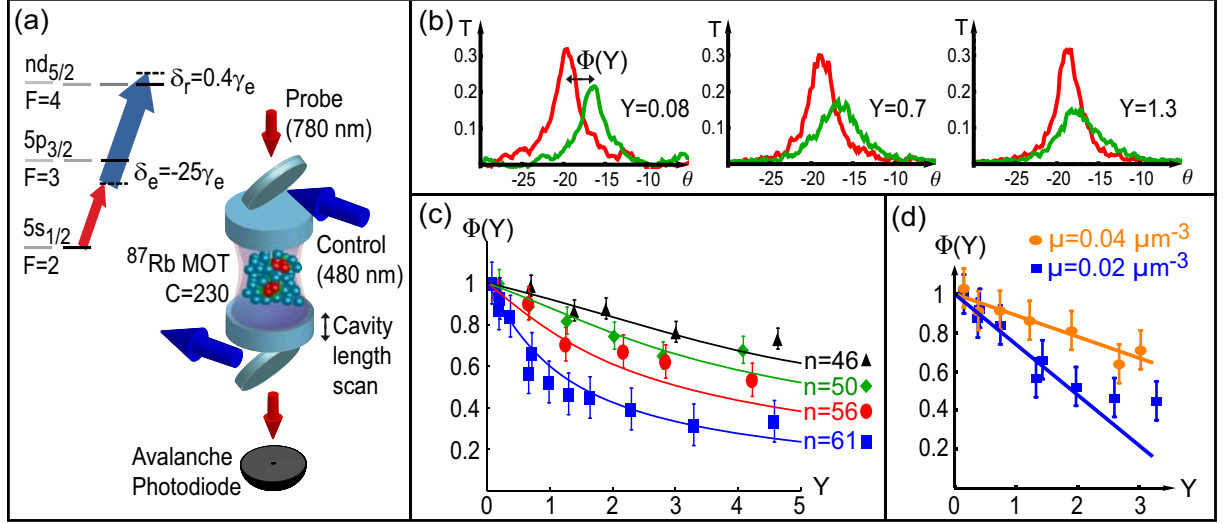 (a)
nd5/2
F=4
δr=0.4γe
5p3/2
F=3
δe=-25γe
5s1/2
F=2
Probe
(780 nm)
Control
(480 nm)
87Rb MOT
C=230
Cavity
length
scan
Avalanche
Photodiode
(b)
T
0.3
0.2
0.1
Φ(Y)
Y=0.08
-25 -20 -15 -10 θ
T
0.3
0.2
0.1
Y=0.7
-25 -20 -15 -10 θ
T
0.3
0.2
0.1
Y=1.3
-25 -20 -15 -10 θ
(c)
Φ(Y)
1
0.8
0.6
0.4
0.2
0 1 2 3 4 5
Y
n=46
n=50
n=56
n=61
(d)
Φ(Y)
μ=0.04 μm-3
μ=0.02 μm-3
1
0.8
0.6
0.4
0.2
0 1 2 3
Y